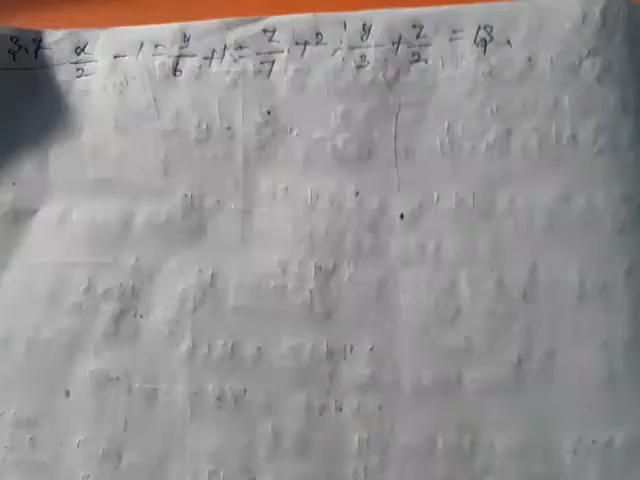 3.7 x/2 - 1 = y/6 + 1 = z/7 + 2, y/3 + z/2 = 13.